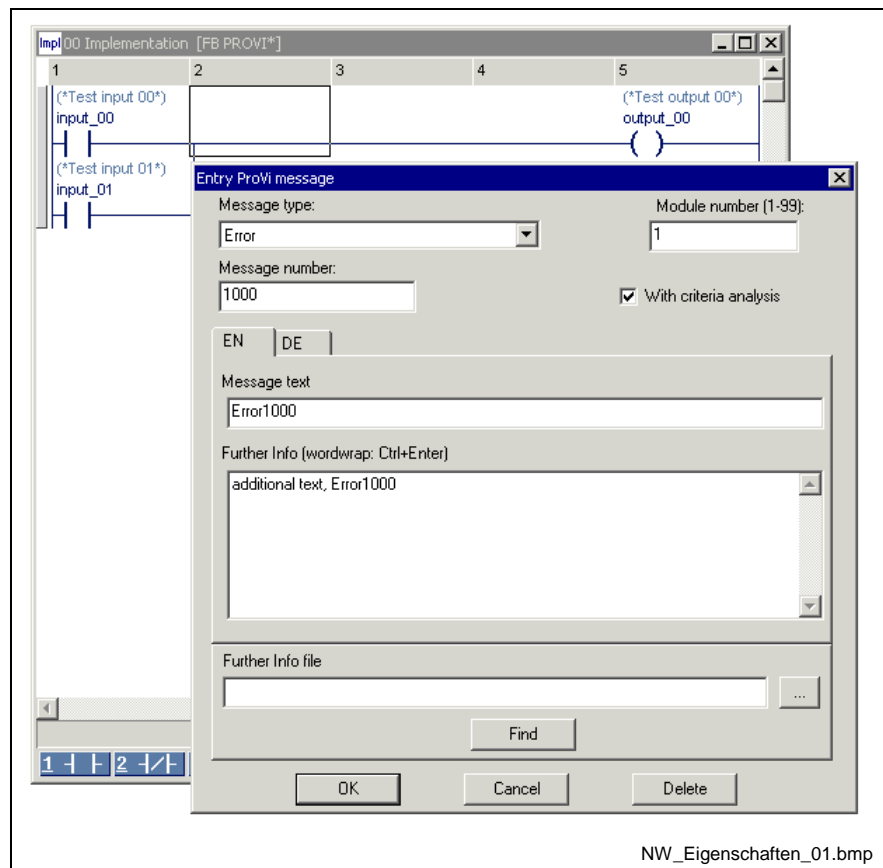 Impl 00 Implementation [FB PROVI*]
1 2 3 4 5
(*Test input 00*) (*Test output 00*)
input_00 output_00
(*Test input 01*)
input_01
Entry ProVi message
Message type: Module number (1-99):
Error 1
Message number:
1000 With criteria analysis
EN DE
Message text
Error1000
Further Info (wordwrap: Ctrl+Enter)
additional text, Error1000
Further Info file
...
Find
1 2
OK Cancel Delete
NW_Eigenschaften_01.bmp